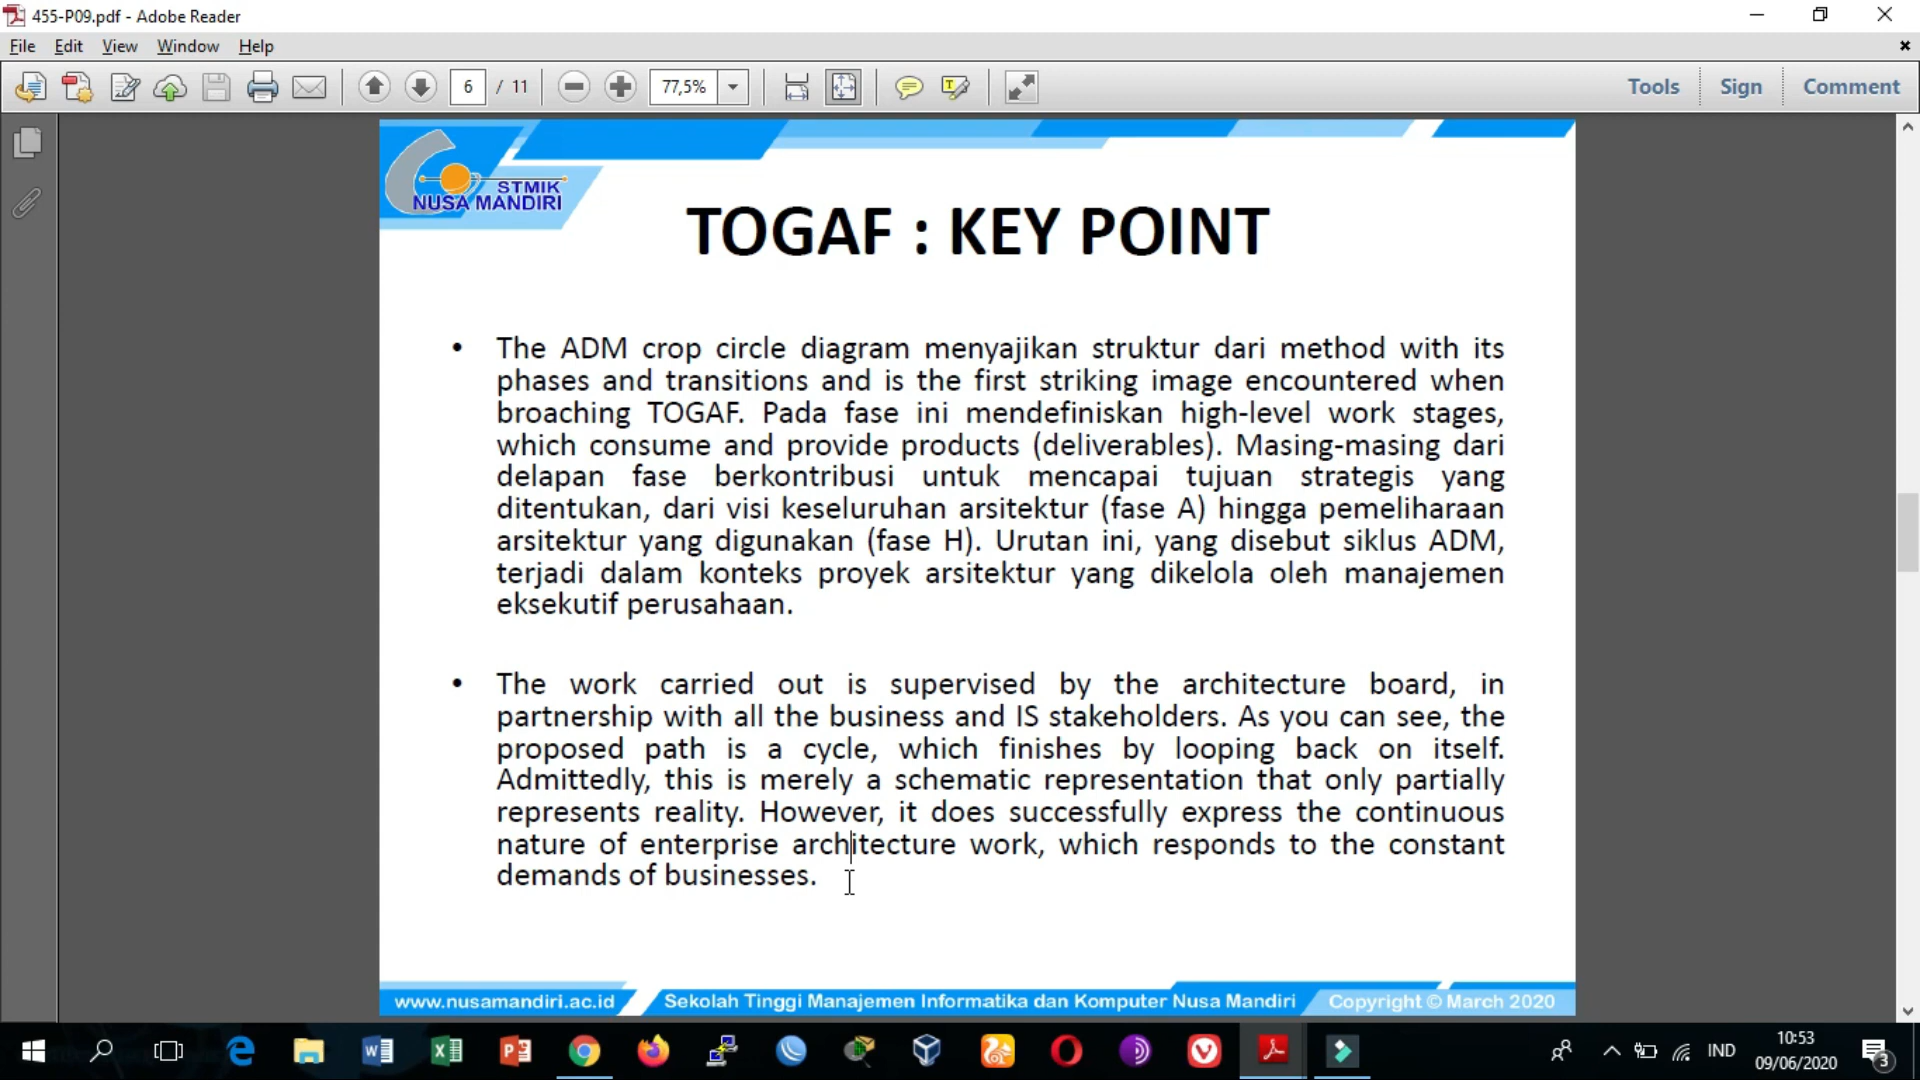 455-P09.pdf - Adobe Reader
File Edit View Window Help
6 / 11 77,5% Tools Sign Comment
STMIK
NUSA MANDIRI
TOGAF : KEY POINT
• The ADM crop circle diagram menyajikan struktur dari method with its
phases and transitions and is the first striking image encountered when
broaching TOGAF. Pada fase ini mendefiniskan high-level work stages,
which consume and provide products (deliverables). Masing-masing dari
delapan fase berkontribusi untuk mencapai tujuan strategis yang
ditentukan, dari visi keseluruhan arsitektur (fase A) hingga pemeliharaan
arsitektur yang digunakan (fase H). Urutan ini, yang disebut siklus ADM,
terjadi dalam konteks proyek arsitektur yang dikelola oleh manajemen
eksekutif perusahaan.
• The work carried out is supervised by the architecture board, in
partnership with all the business and IS stakeholders. As you can see, the
proposed path is a cycle, which finishes by looping back on itself.
Admittedly, this is merely a schematic representation that only partially
represents reality. However, it does successfully express the continuous
nature of enterprise architecture work, which responds to the constant
demands of businesses.
www.nusamandiri.ac.id Sekolah Tinggi Manajemen Informatika dan Komputer Nusa Mandiri Copyright © March 2020
IND 10:53
09/06/2020 3